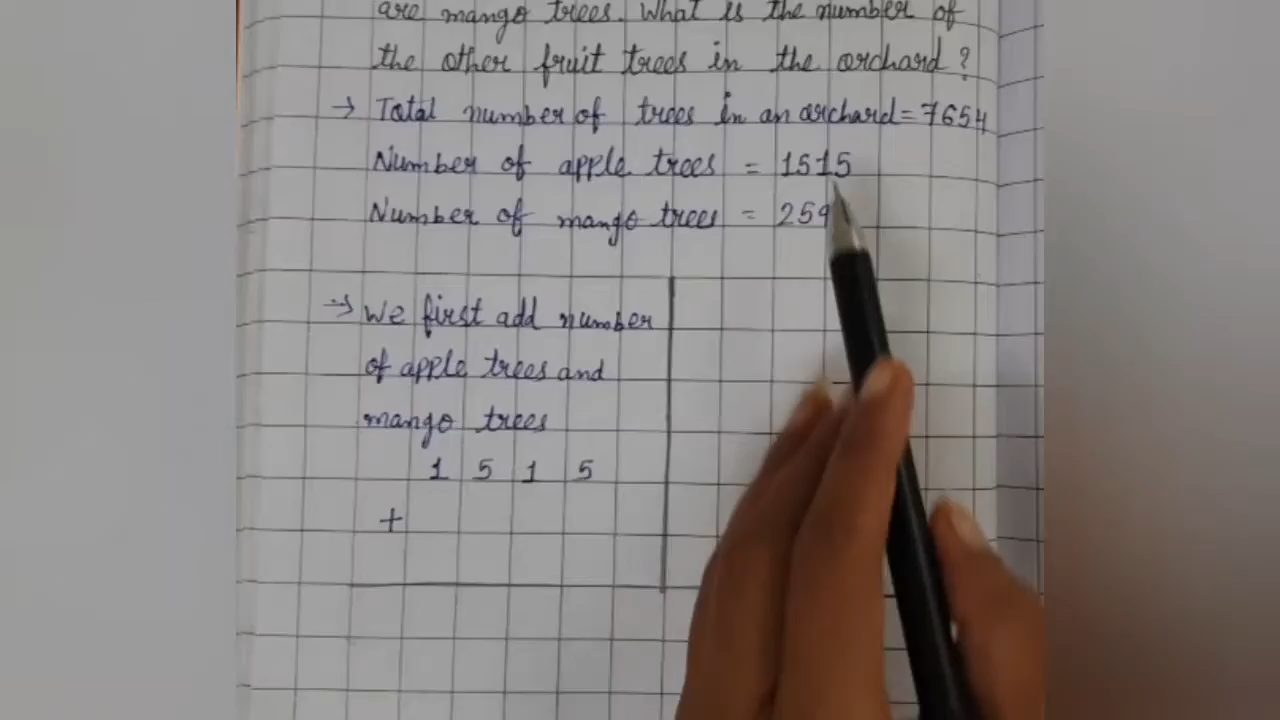 are mango trees. What is the number of
the other fruit trees in the orchard?
→ Total number of trees in an orchard = 7654
Number of apple trees = 1515
Number of mango trees =
→ We first add number
of apple trees and
mango trees
1 5 1 5
+